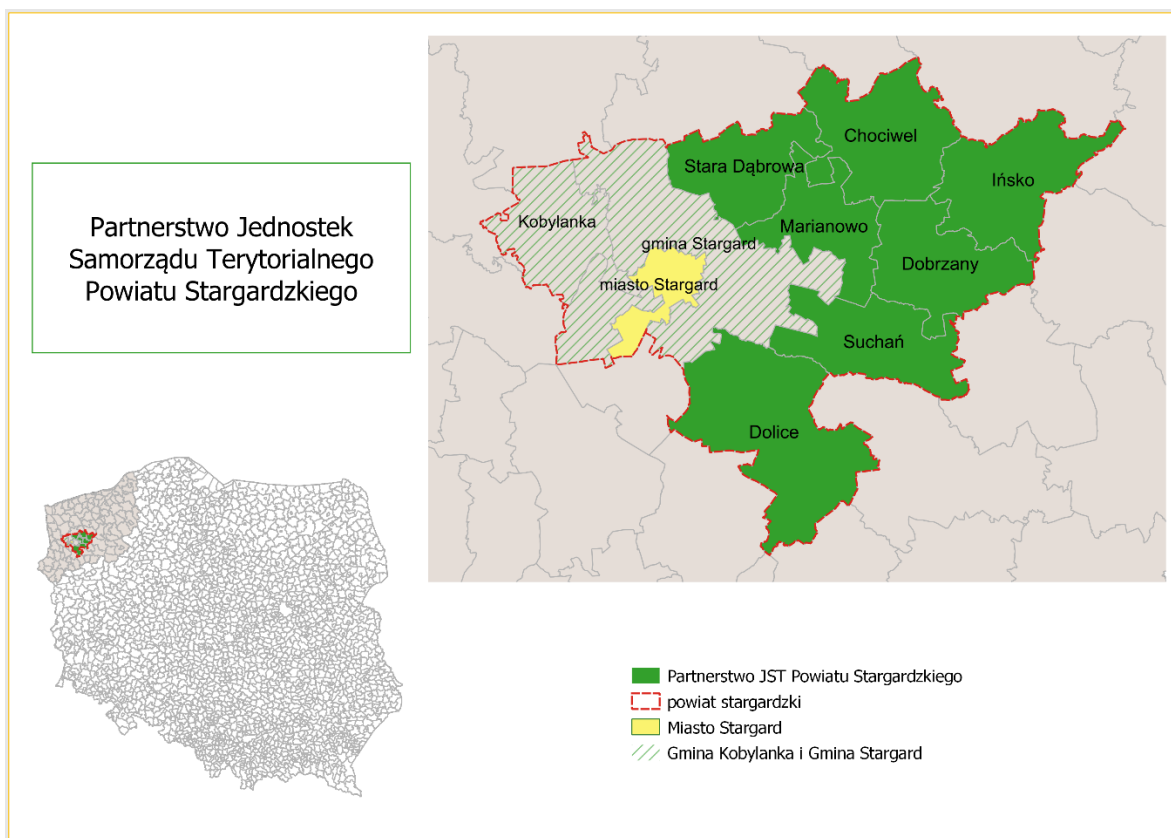 Partnerstwo Jednostek
Samorządu Terytorialnego
Powiatu Stargardzkiego
Chociwel
Stara Dąbrowa
Ińsko
Kobylanka
Marianowo
gmina Stargard
Dobrzany
miasto Stargard
Suchań
Dolice
Partnerstwo JST Powiatu Stargardzkiego
powiat stargardzki
Miasto Stargard
Gmina Kobylanka i Gmina Stargard